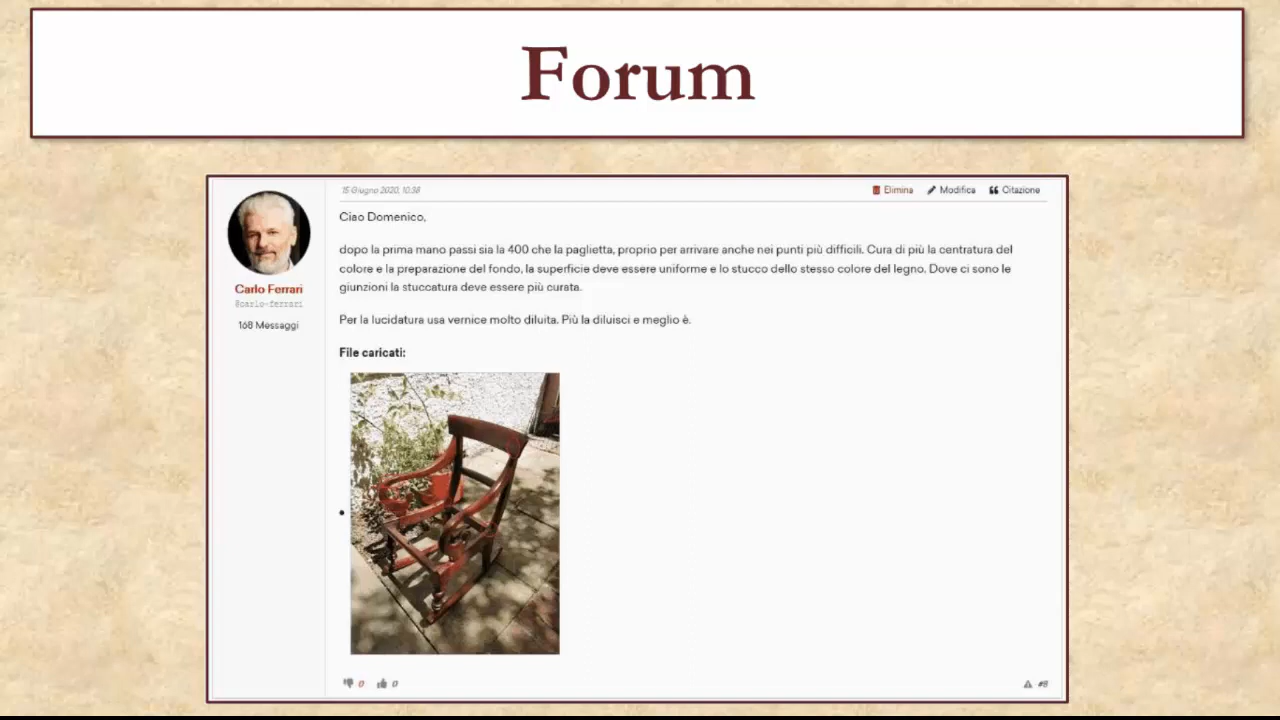 Forum
15 Giugno 2020, 10:38
Elimina Modifica Citazione
Ciao Domenico,
dopo la prima mano passi sia la 400 che la paglietta, proprio per arrivare anche nei punti più difficili. Cura di più la centratura del
colore e la preparazione del fondo, la superficie deve essere uniforme e lo stucco dello stesso colore del legno. Dove ci sono le
giunzioni la stuccatura deve essere più curata.
Carlo Ferrari
@carlo-ferrari
168 Messaggi
Per la lucidatura usa vernice molto diluita. Più la diluisci e meglio è.
File caricati:
0 0